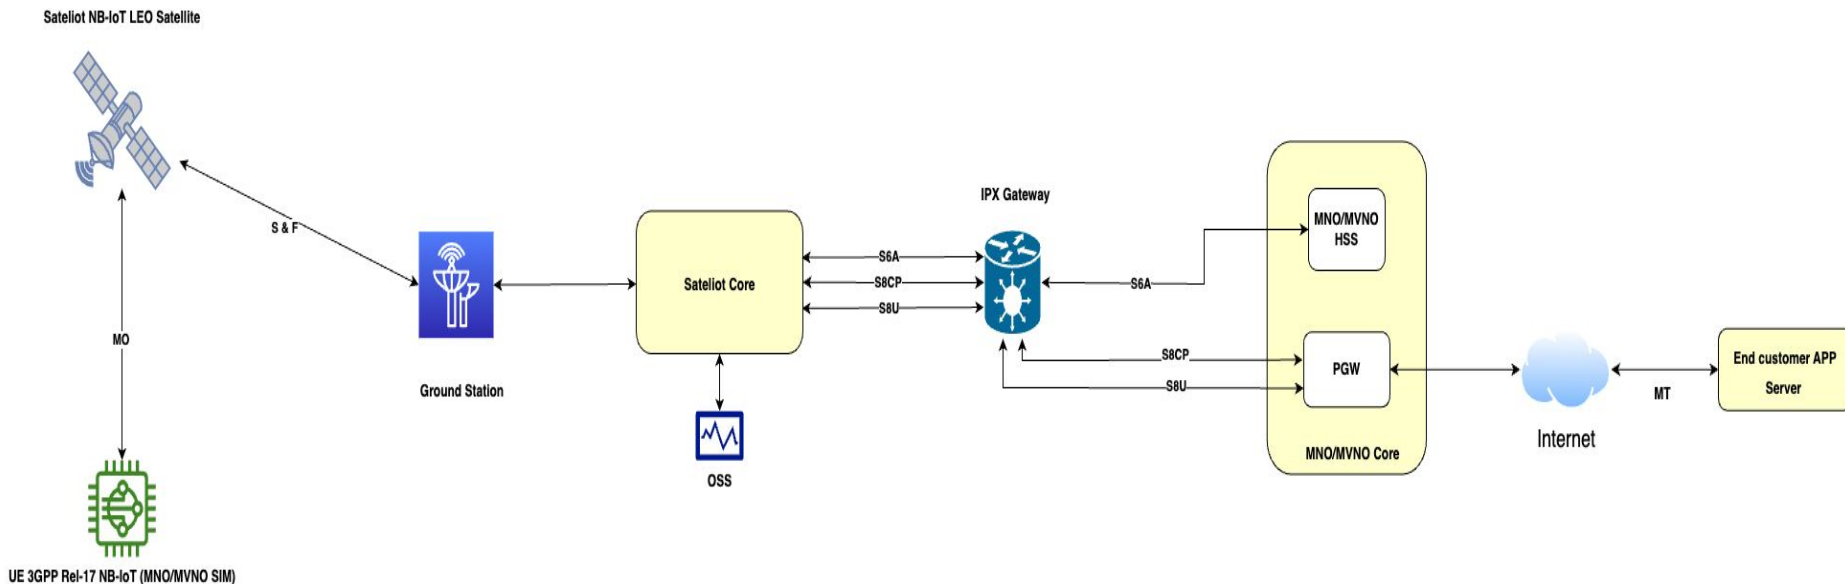 Sateliot NB-IoT LEO Satellite
S & F
MO
UE 3GPP Rel-17 NB-IoT (MNO/MVNO SIM)
Ground Station
Sateliot Core
OSS
S6A
S8CP
S8U
IPX Gateway
S6A
S8CP
S8U
MNO/MVNO
HSS
PGW
MNO/MVNO Core
Internet
MT
End customer APP
Server